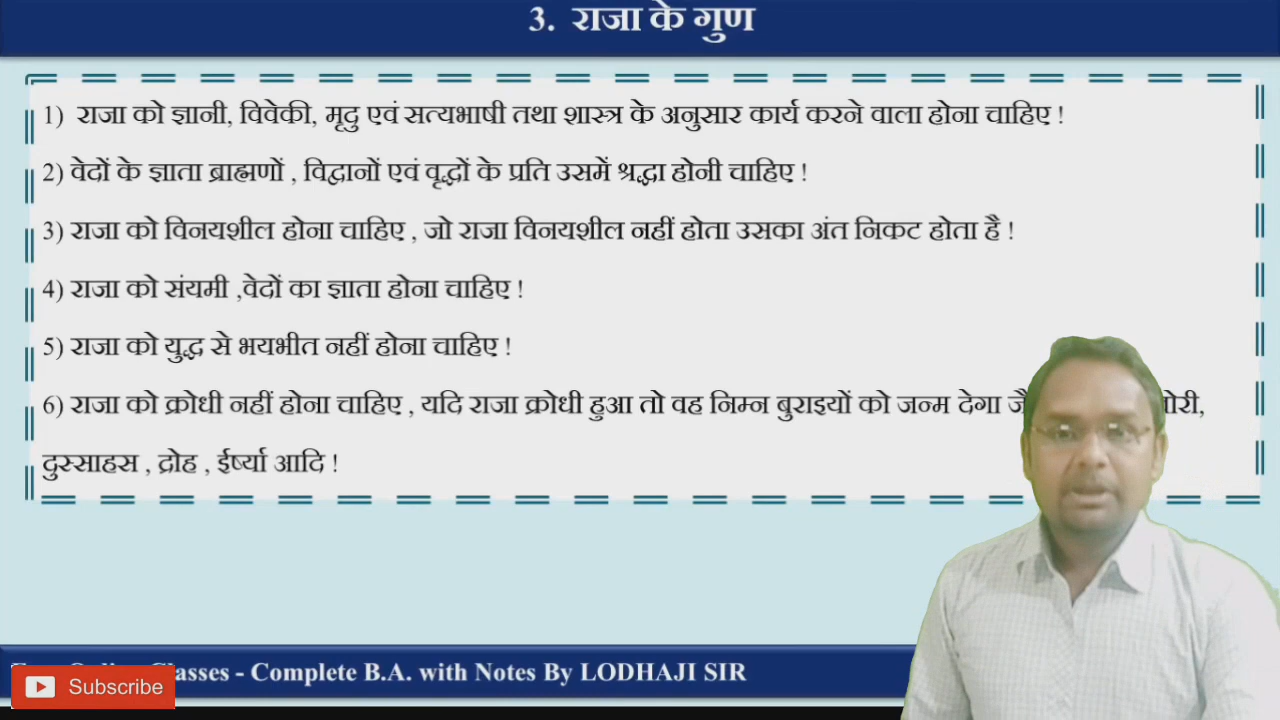 3. राजा के गुण
1) राजा को ज्ञानी, विवेकी, मृदु एवं सत्यभाषी तथा शास्त्र के अनुसार कार्य करने वाला होना चाहिए !
2) वेदों के ज्ञाता ब्राह्मणों , विद्वानों एवं वृद्धों के प्रति उसमें श्रद्धा होनी चाहिए !
3) राजा को विनयशील होना चाहिए , जो राजा विनयशील नहीं होता उसका अंत निकट होता है !
4) राजा को संयमी ,वेदों का ज्ञाता होना चाहिए !
5) राजा को युद्ध से भयभीत नहीं होना चाहिए !
6) राजा को क्रोधी नहीं होना चाहिए , यदि राजा क्रोधी हुआ तो वह निम्न बुराइयों को जन्म देगा
दुस्साहस , द्रोह , ईर्ष्या आदि !
- Complete B.A. with Notes By LODHAJI SIR
Subscribe